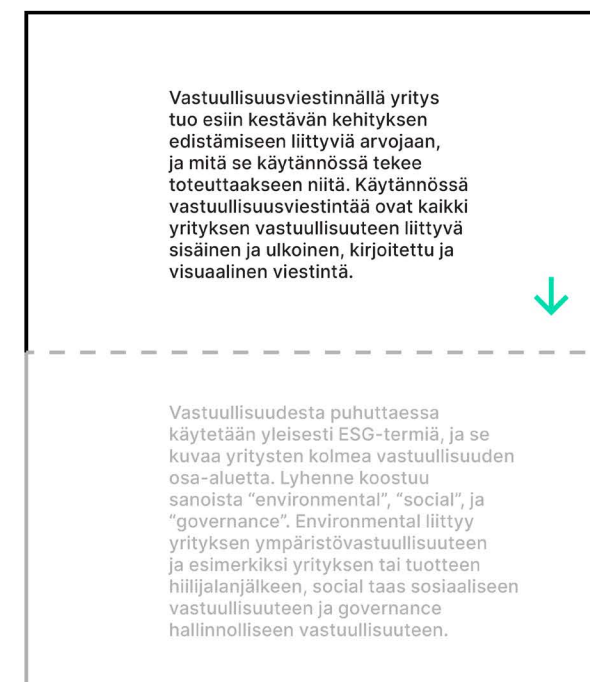 Vastuullisuusviestinnällä yritys
tuo esiin kestävän kehityksen
edistämiseen liittyviä arvojaan,
ja mitä se käytännössä tekee
toteuttaakseen niitä. Käytännössä
vastuullisuusviestintää ovat kaikki
yrityksen vastuullisuuteen liittyvä
sisäinen ja ulkoinen, kirjoitettu ja
visuaalinen viestintä.
Vastuullisuudesta puhuttaessa
käytetään yleisesti ESG-termiä, ja se
kuvaa yritysten kolmea vastuullisuuden
osa-aluetta. Lyhenne koostuu
sanoista “environmental”, “social”, ja
“governance”. Environmental liittyy
yrityksen ympäristövastuullisuuteen
ja esimerkiksi yrityksen tai tuotteen
hiilijalanjälkeen, social taas sosiaaliseen
vastuullisuuteen ja governance
hallinnolliseen vastuullisuuteen.